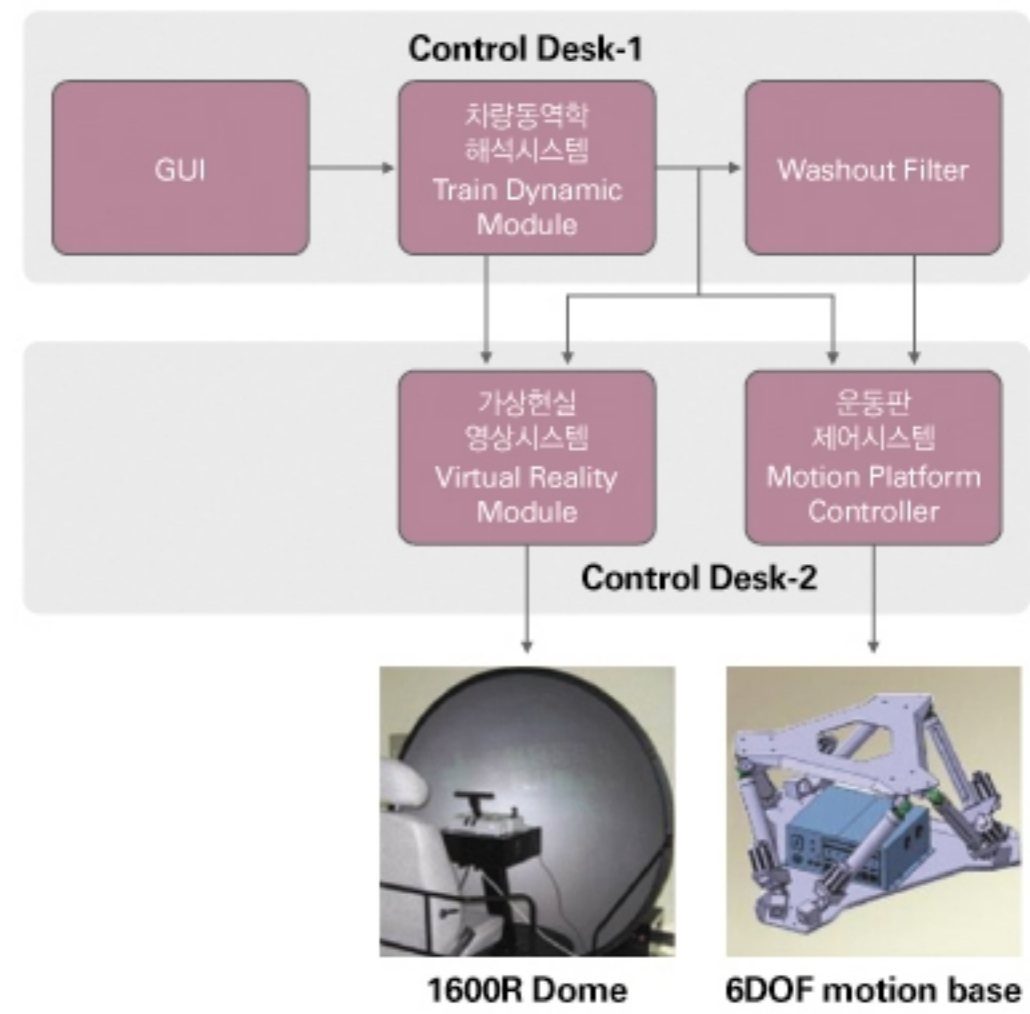 Control Desk-1
GUI
차량동역학
해석시스템
Train Dynamic
Module
Washout Filter
가상현실
영상시스템
Virtual Reality
Module
운동판
제어시스템
Motion Platform
Controller
Control Desk-2
1600R Dome
6DOF motion base